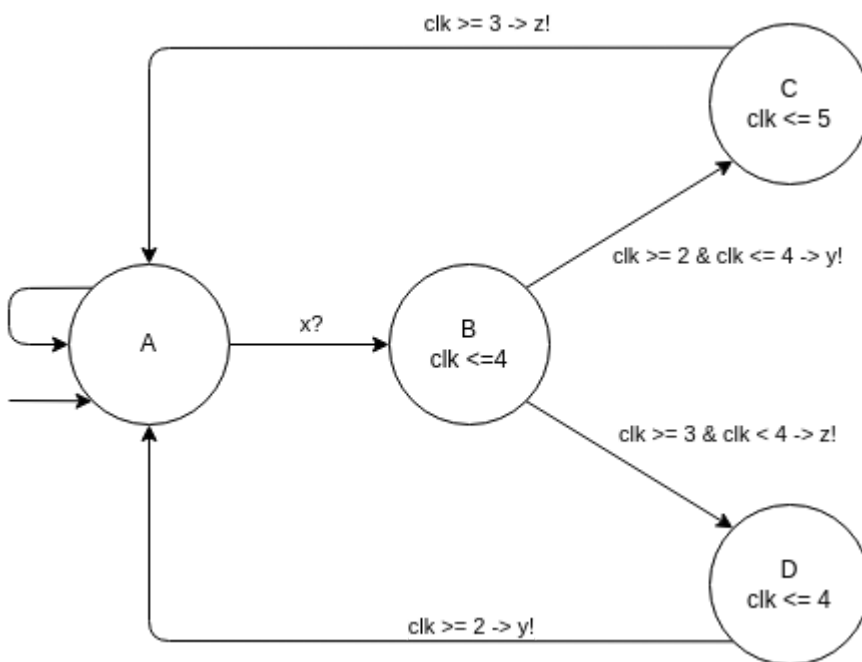 clk >= 3 -> z!
C
clk <= 5
clk >= 2 & clk <= 4 -> y!
x?
A
B
clk <=4
clk >= 3 & clk < 4 -> z!
D
clk <= 4
clk >= 2 -> y!